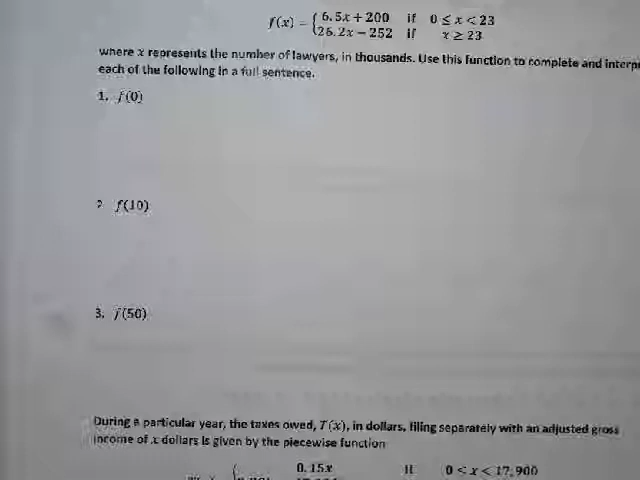 f(x) = { 6.5x + 200 if 0 ≤ x < 23
26.2x − 252 if x ≥ 23
where x represents the number of lawyers, in thousands. Use this function to complete and interpr
each of the following in a full sentence.
1. f(0)
2 f(10)
3. f(50)
During a particular year, the taxes owed, T(x), in dollars, filing separately with an adjusted gross
income of x dollars is given by the piecewise function
0.15x if 0 < x < 17,900